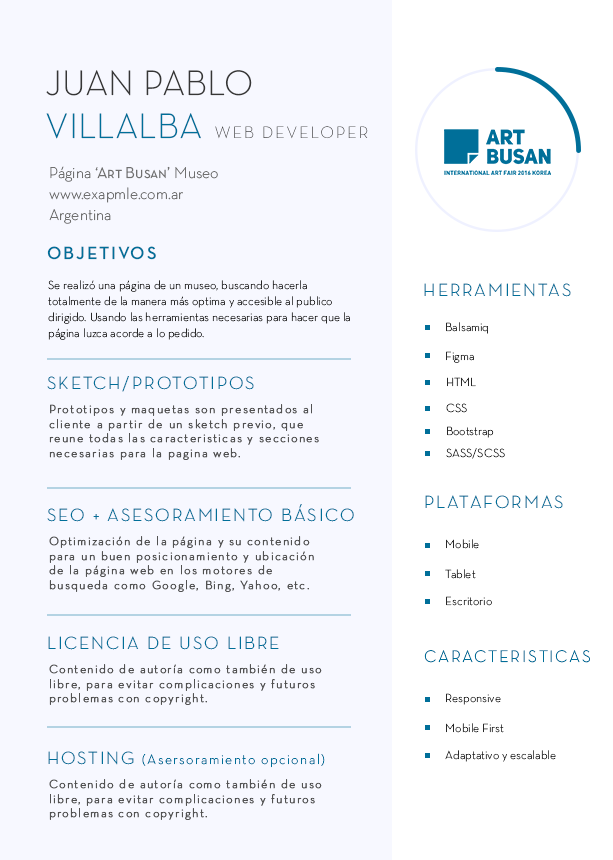 JUAN PABLO
VILLALBA WEB DEVELOPER
Página ‘ART BUSAN’ Museo
www.exapmle.com.ar
Argentina
OBJETIVOS
Se realizó una página de un museo, buscando hacerla
totalmente de la manera más optima y accesible al publico
dirigido. Usando las herramientas necesarias para hacer que la
página luzca acorde a lo pedido.
SKETCH/PROTOTIPOS
Prototipos y maquetas son presentados al
cliente a partir de un sketch previo, que
reune todas las caracteristicas y secciones
necesarias para la pagina web.
SEO + ASESORAMIENTO BÁSICO
Optimización de la página y su contenido
para un buen posicionamiento y ubicación
de la página web en los motores de
busqueda como Google, Bing, Yahoo, etc.
LICENCIA DE USO LIBRE
Contenido de autoría como también de uso
libre, para evitar complicaciones y futuros
problemas con copyright.
HOSTING (Asersoramiento opcional)
Contenido de autoría como también de uso
libre, para evitar complicaciones y futuros
problemas con copyright.
ART
BUSAN
INTERNATIONAL ART FAIR 2016 KOREA
HERRAMIENTAS
Balsamiq
Figma
HTML
CSS
Bootstrap
SASS/SCSS
PLATAFORMAS
Mobile
Tablet
Escritorio
CARACTERISTICAS
Responsive
Mobile First
Adaptativo y escalable